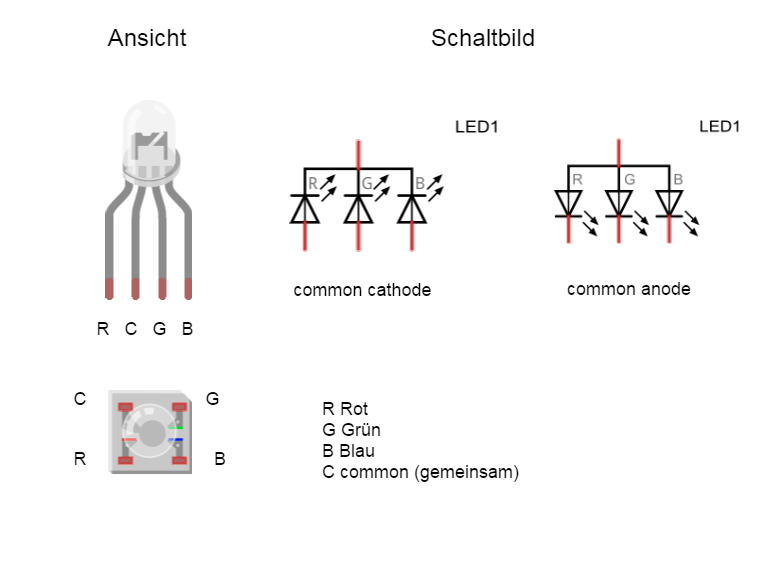 Ansicht
Schaltbild
LED1
LED1
R G B
R G B
common cathode
common anode
R C G B
C G
R B
R Rot
G Grün
B Blau
C common (gemeinsam)